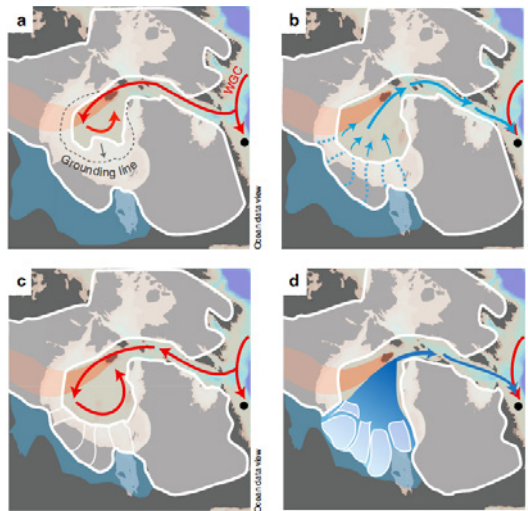 a
WGC
Grounding line
Ocean data view
b
c
Ocean data view
d